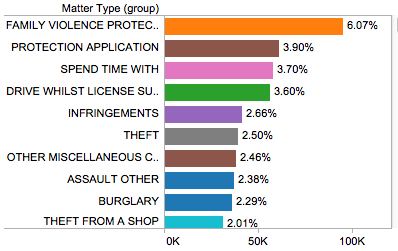 Matter Type (group)
FAMILY VIOLENCE PROTEC.. 6.07%
PROTECTION APPLICATION 3.90%
SPEND TIME WITH 3.70%
DRIVE WHILST LICENSE SU.. 3.60%
INFRINGEMENTS 2.66%
THEFT 2.50%
OTHER MISCELLANEOUS C.. 2.46%
ASSAULT OTHER 2.38%
BURGLARY 2.29%
THEFT FROM A SHOP 2.01%
0K 50K 100K